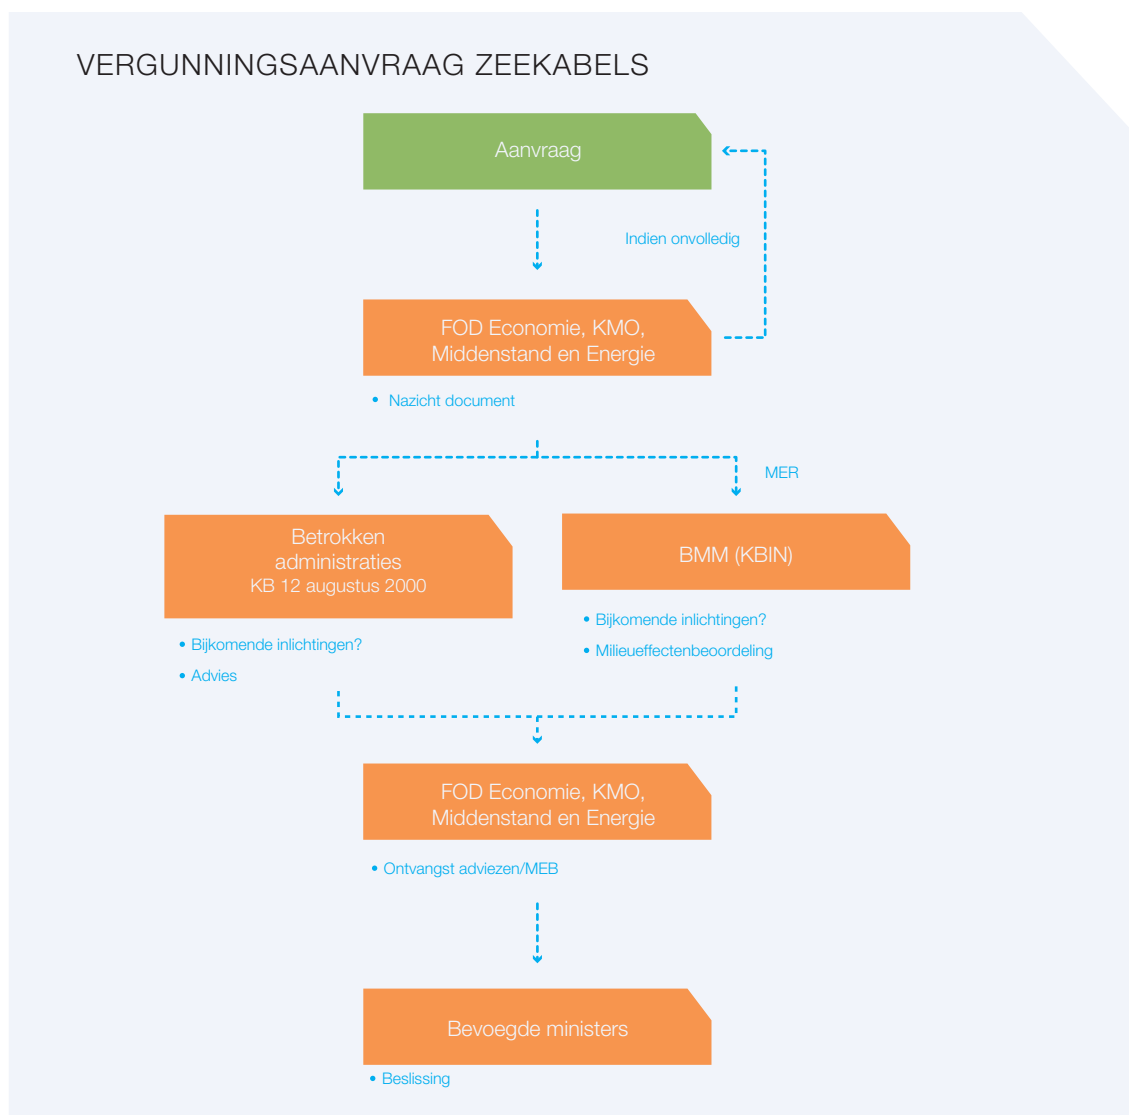 VERGUNNINGSAANVRAAG ZEEKABELS
Aanvraag
Indien onvolledig
FOD Economie, KMO,
Middenstand en Energie
• Nazicht document
MER
Betrokken
administraties
KB 12 augustus 2000
• Bijkomende inlichtingen?
• Advies
BMM (KBIN)
• Bijkomende inlichtingen?
• Milieueffectenbeoordeling
FOD Economie, KMO,
Middenstand en Energie
• Ontvangst adviezen/MEB
Bevoegde ministers
• Beslissing